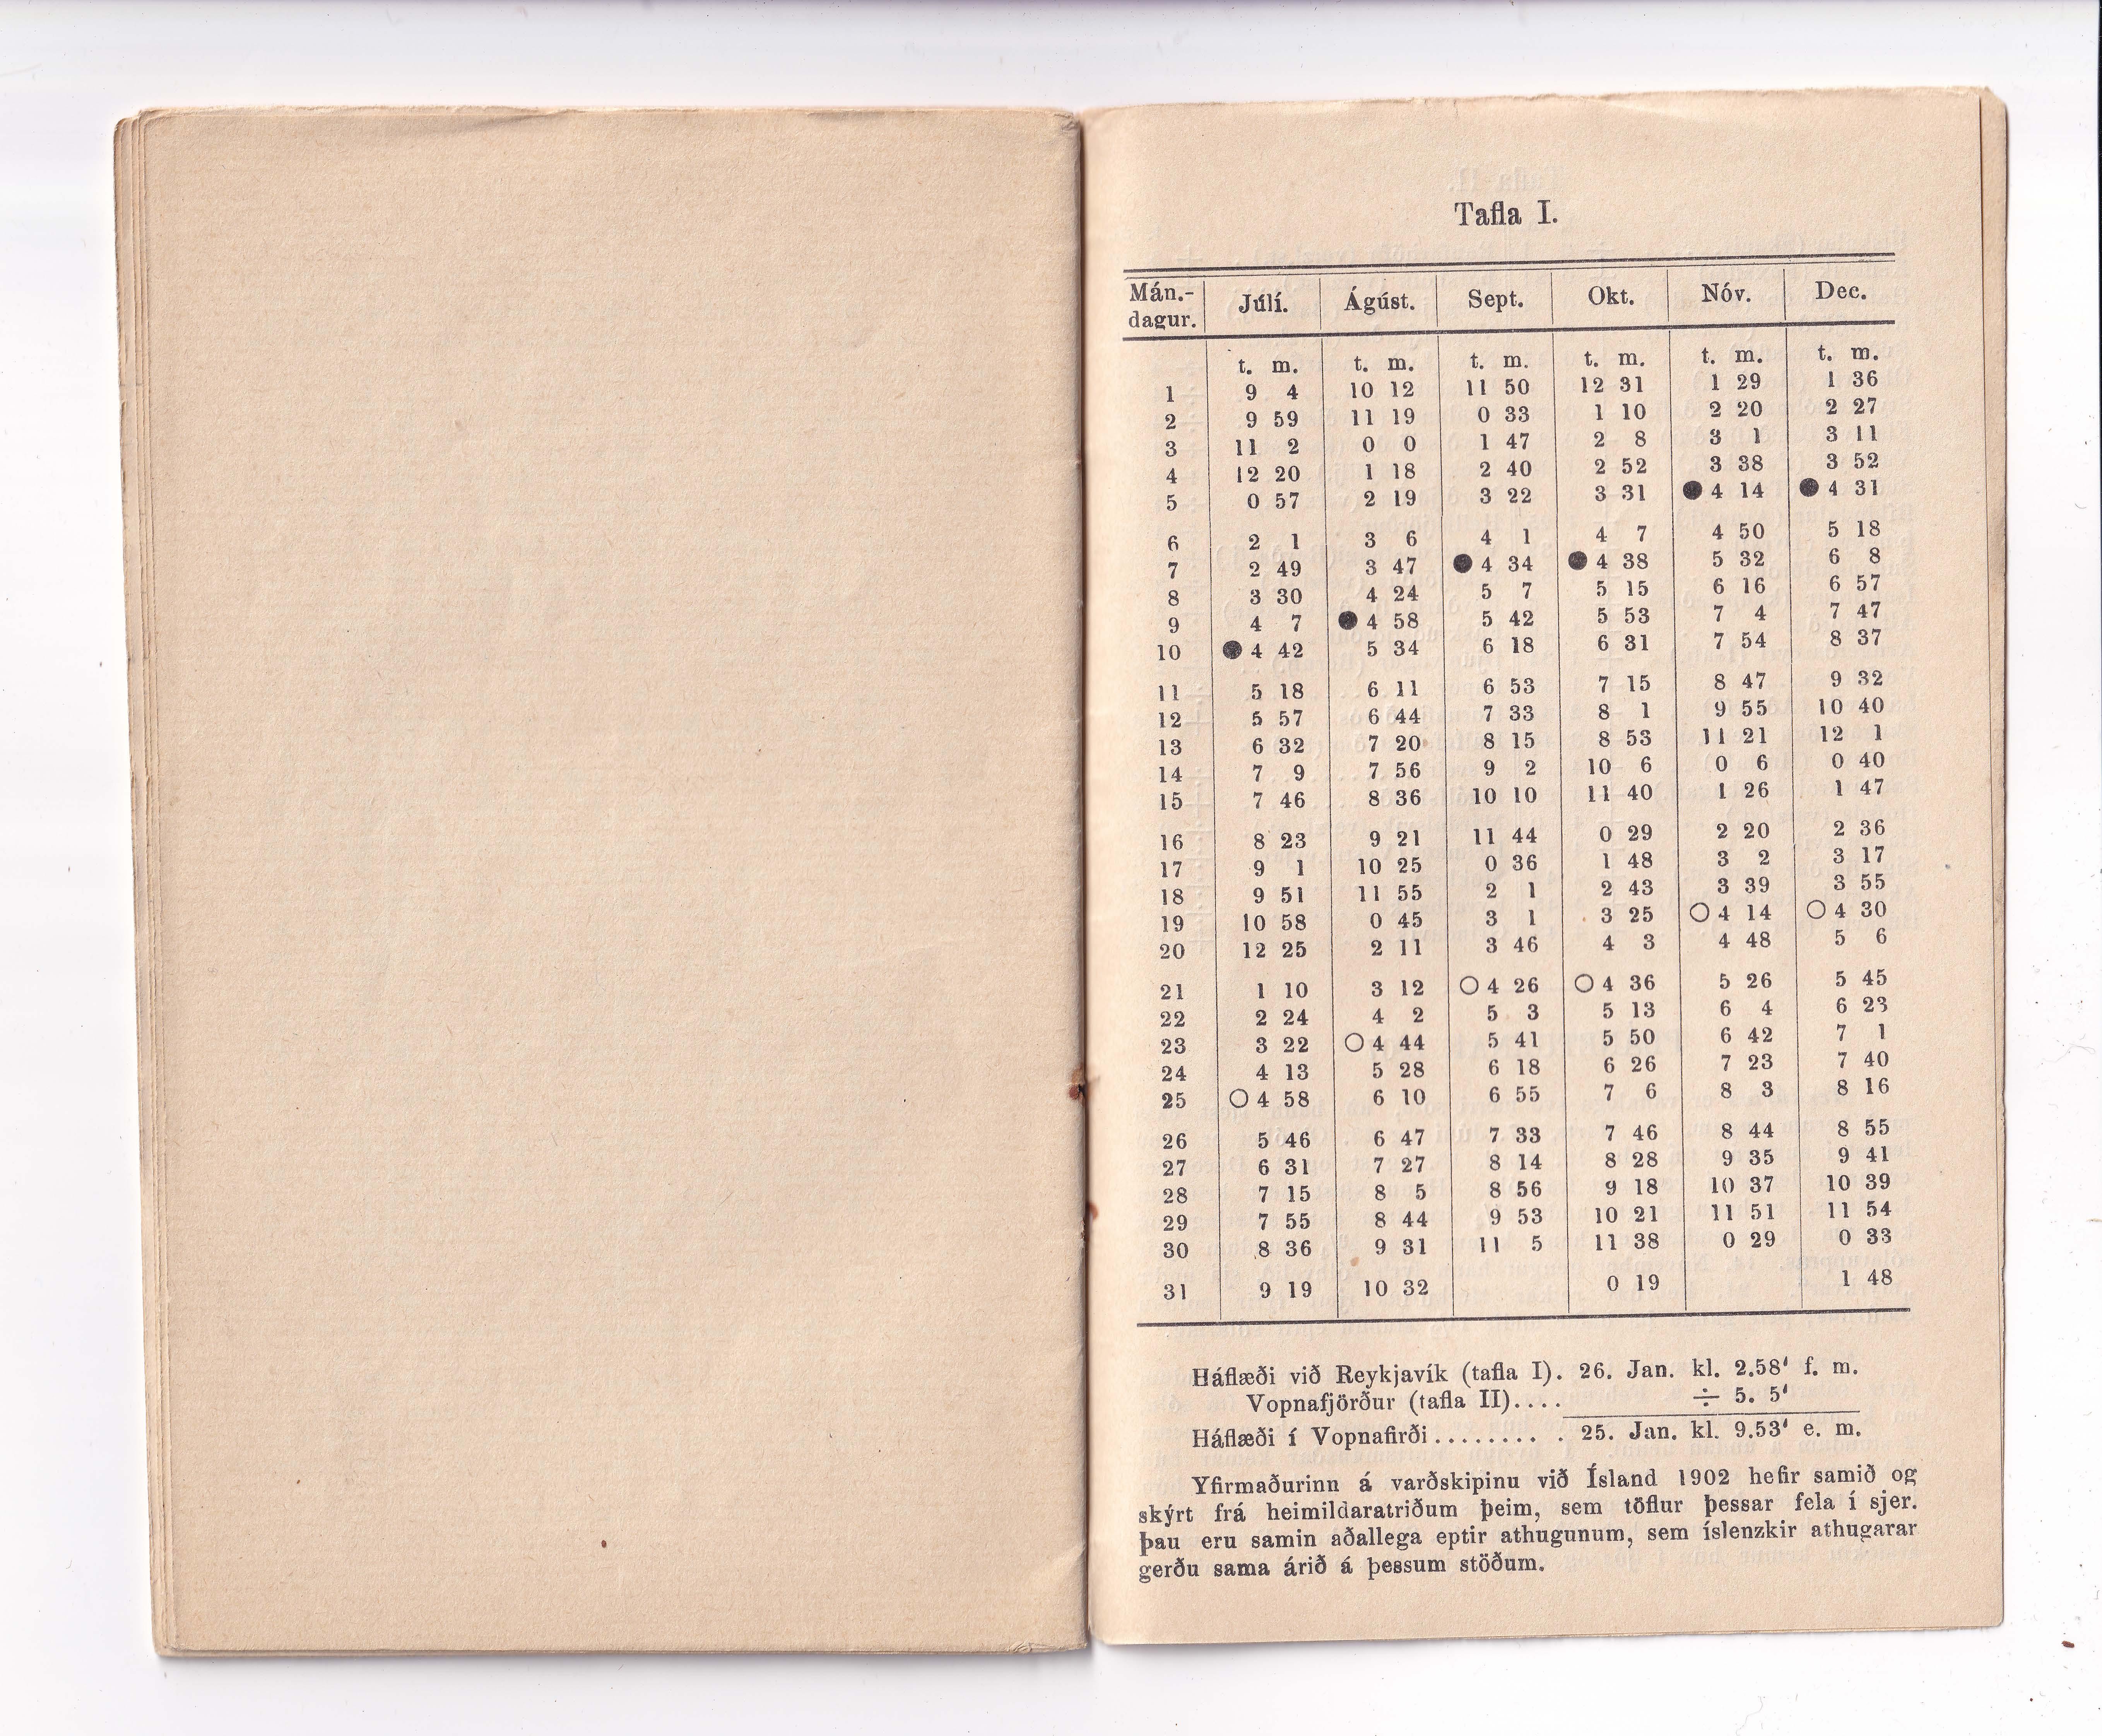 Tafla I.
Mán.-dagur. Júlí. Ágúst. Sept. Okt. Nóv. Dec.
t. m. t. m. t. m. t. m. t. m. t. m.
1 9 4 10 12 11 50 12 31 1 29 1 36
2 9 59 11 19 0 33 1 10 2 20 2 27
3 11 2 0 0 1 47 2 8 3 1 3 11
4 12 20 1 18 2 40 2 52 3 38 3 52
5 0 57 2 19 3 22 3 31 ● 4 14 ● 4 31
6 2 1 3 6 4 1 4 7 4 50 5 18
7 2 49 3 47 ● 4 34 ● 4 38 5 32 6 8
8 3 30 4 24 5 7 5 15 6 16 6 57
9 4 7 ● 4 58 5 42 5 53 7 4 7 47
10 ● 4 42 5 34 6 18 6 31 7 54 8 37
11 5 18 6 11 6 53 7 15 8 47 9 32
12 5 57 6 44 7 33 8 1 9 55 10 40
13 6 32 7 20 8 15 8 53 11 21 12 1
14 7 9 7 56 9 2 10 6 0 6 0 40
15 7 46 8 36 10 10 11 40 1 26 1 47
16 8 23 9 21 11 44 0 29 2 20 2 36
17 9 1 10 25 0 36 1 48 3 2 3 17
18 9 51 11 55 2 1 2 43 3 39 3 55
19 10 58 0 45 3 1 3 25 ○ 4 14 ○ 4 30
20 12 25 2 11 3 46 4 3 4 48 5 6
21 1 10 3 12 ○ 4 26 ○ 4 36 5 26 5 45
22 2 24 4 2 5 3 5 13 6 4 6 23
23 3 22 ○ 4 44 5 41 5 50 6 42 7 1
24 4 13 5 28 6 18 6 26 7 23 7 40
25 ○ 4 58 6 10 6 55 7 6 8 3 8 16
26 5 46 6 47 7 33 7 46 8 44 8 55
27 6 31 7 27 8 14 8 28 9 35 9 41
28 7 15 8 5 8 56 9 18 10 37 10 39
29 7 55 8 44 9 53 10 21 11 51 11 54
30 8 36 9 31 11 5 11 38 0 29 0 33
31 9 19 10 32 0 19 1 48
Háflæði við Reykjavík (tafla I). 26. Jan. kl. 2.58' f. m.
Vopnafjörður (tafla II).... ÷ 5. 5'
Háflæði í Vopnafirði........ . 25. Jan. kl. 9.53' e. m.
Yfirmaðurinn á varðskipinu við Ísland 1902 hefir samið og
skýrt frá heimildaratriðum þeim, sem töflur þessar fela í sjer.
Þau eru samin aðallega eptir athugunum, sem íslenzkir athugarar
gerðu sama árið á þessum stöðum.